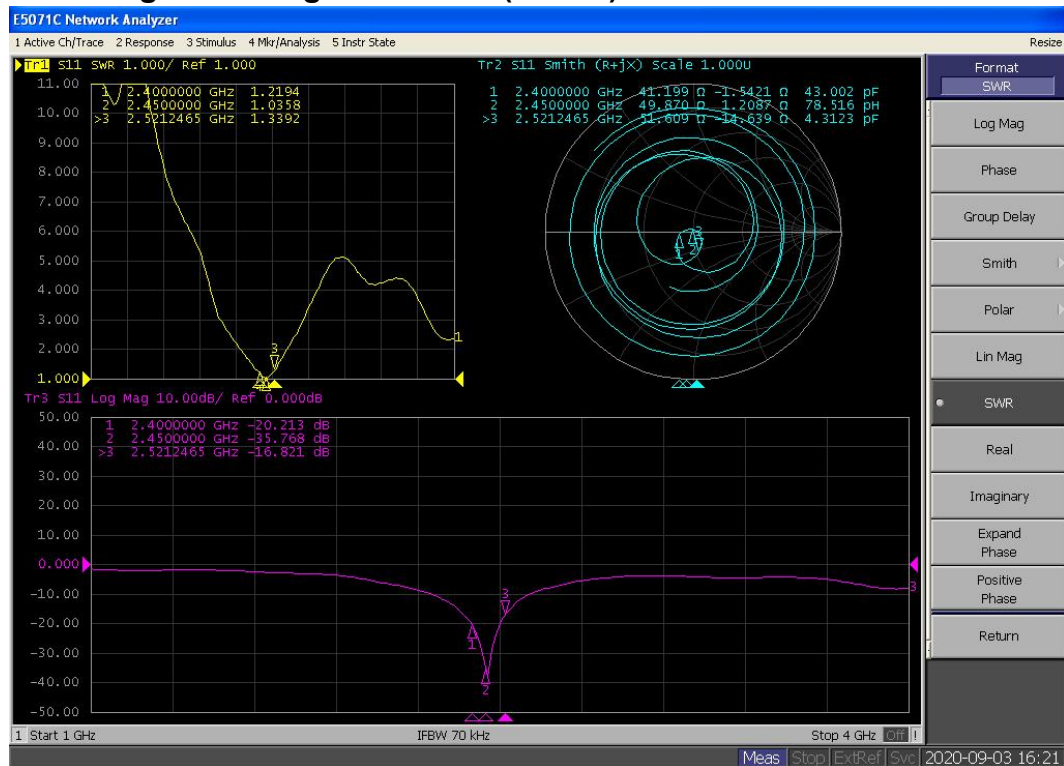 E5071C Network Analyzer
1 Active Ch/Trace 2 Response 3 Stimulus 4 Mkr/Analysis 5 Instr State Resize
Tr1 S11 SWR 1.000/ Ref 1.000
11.00
10.00
9.000
8.000
7.000
6.000
5.000
4.000
3.000
2.000
1.000
1 2.4000000 GHz 1.2194
2 2.4500000 GHz 1.0358
>3 2.5212465 GHz 1.3392
3
1
Tr2 S11 Smith (R+jX) Scale 1.000U
1 2.4000000 GHz 41.199 Ω -1.5421 Ω 43.002 pF
2 2.4500000 GHz 49.870 Ω 1.2087 Ω 78.516 pH
>3 2.5212465 GHz 51.609 Ω -14.639 Ω 4.3123 pF
3
1
2
Tr3 S11 Log Mag 10.00dB/ Ref 0.000dB
50.00
40.00
30.00
20.00
10.00
0.000
-10.00
-20.00
-30.00
-40.00
-50.00
1 2.4000000 GHz -20.213 dB
2 2.4500000 GHz -35.768 dB
>3 2.5212465 GHz -16.821 dB
3
3
1
2
1 Start 1 GHz IFBW 70 kHz Stop 4 GHz Off !
Format
SWR
Log Mag
Phase
Group Delay
Smith
Polar
Lin Mag
SWR
Real
Imaginary
Expand
Phase
Positive
Phase
Return
Meas Stop ExtRef Svc 2020-09-03 16:21